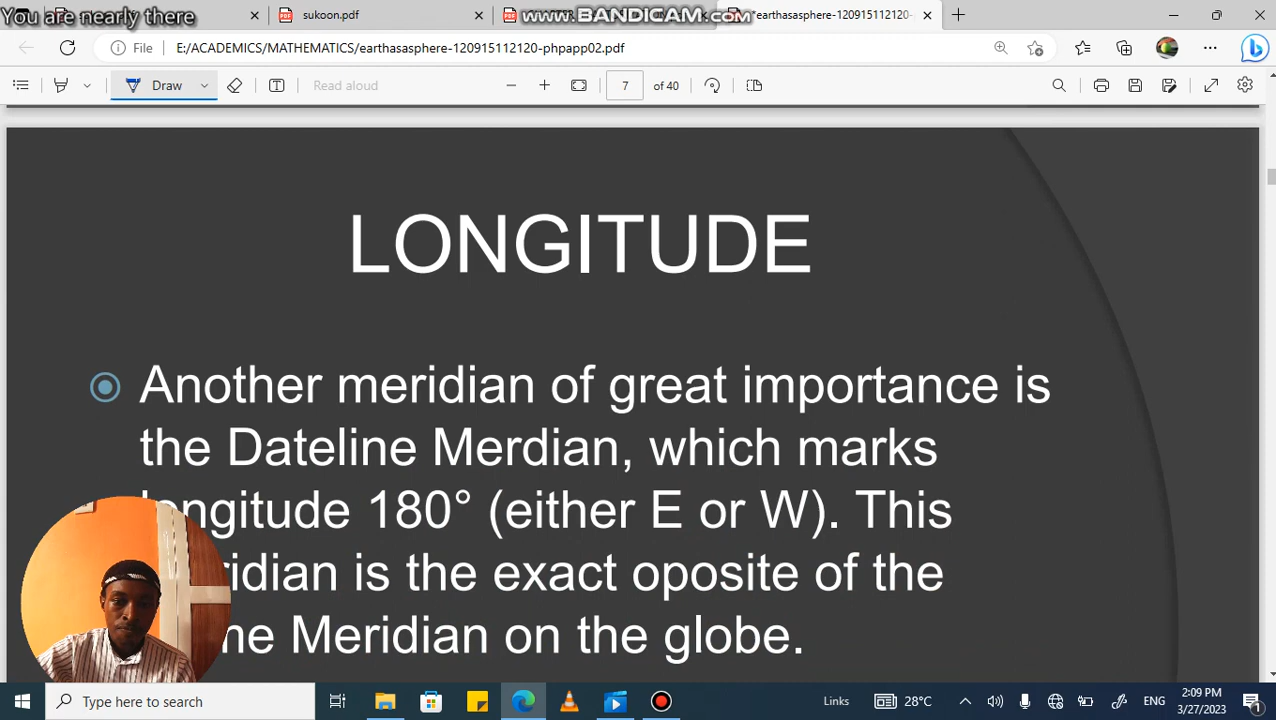 You are nearly there
sukoon.pdf
www.BANDICAM.com
earthasasphere-120915112120-
File
E:/ACADEMICS/MATHEMATICS/earthasasphere-120915112120-phpapp02.pdf
Draw
Read aloud
7
of 40
LONGITUDE
Another meridian of great importance is
the Dateline Merdian, which marks
longitude 180° (either E or W). This
ridian is the exact oposite of the
me Meridian on the globe.
Type here to search
Links
28°C
ENG
2:09 PM
3/27/2023
1